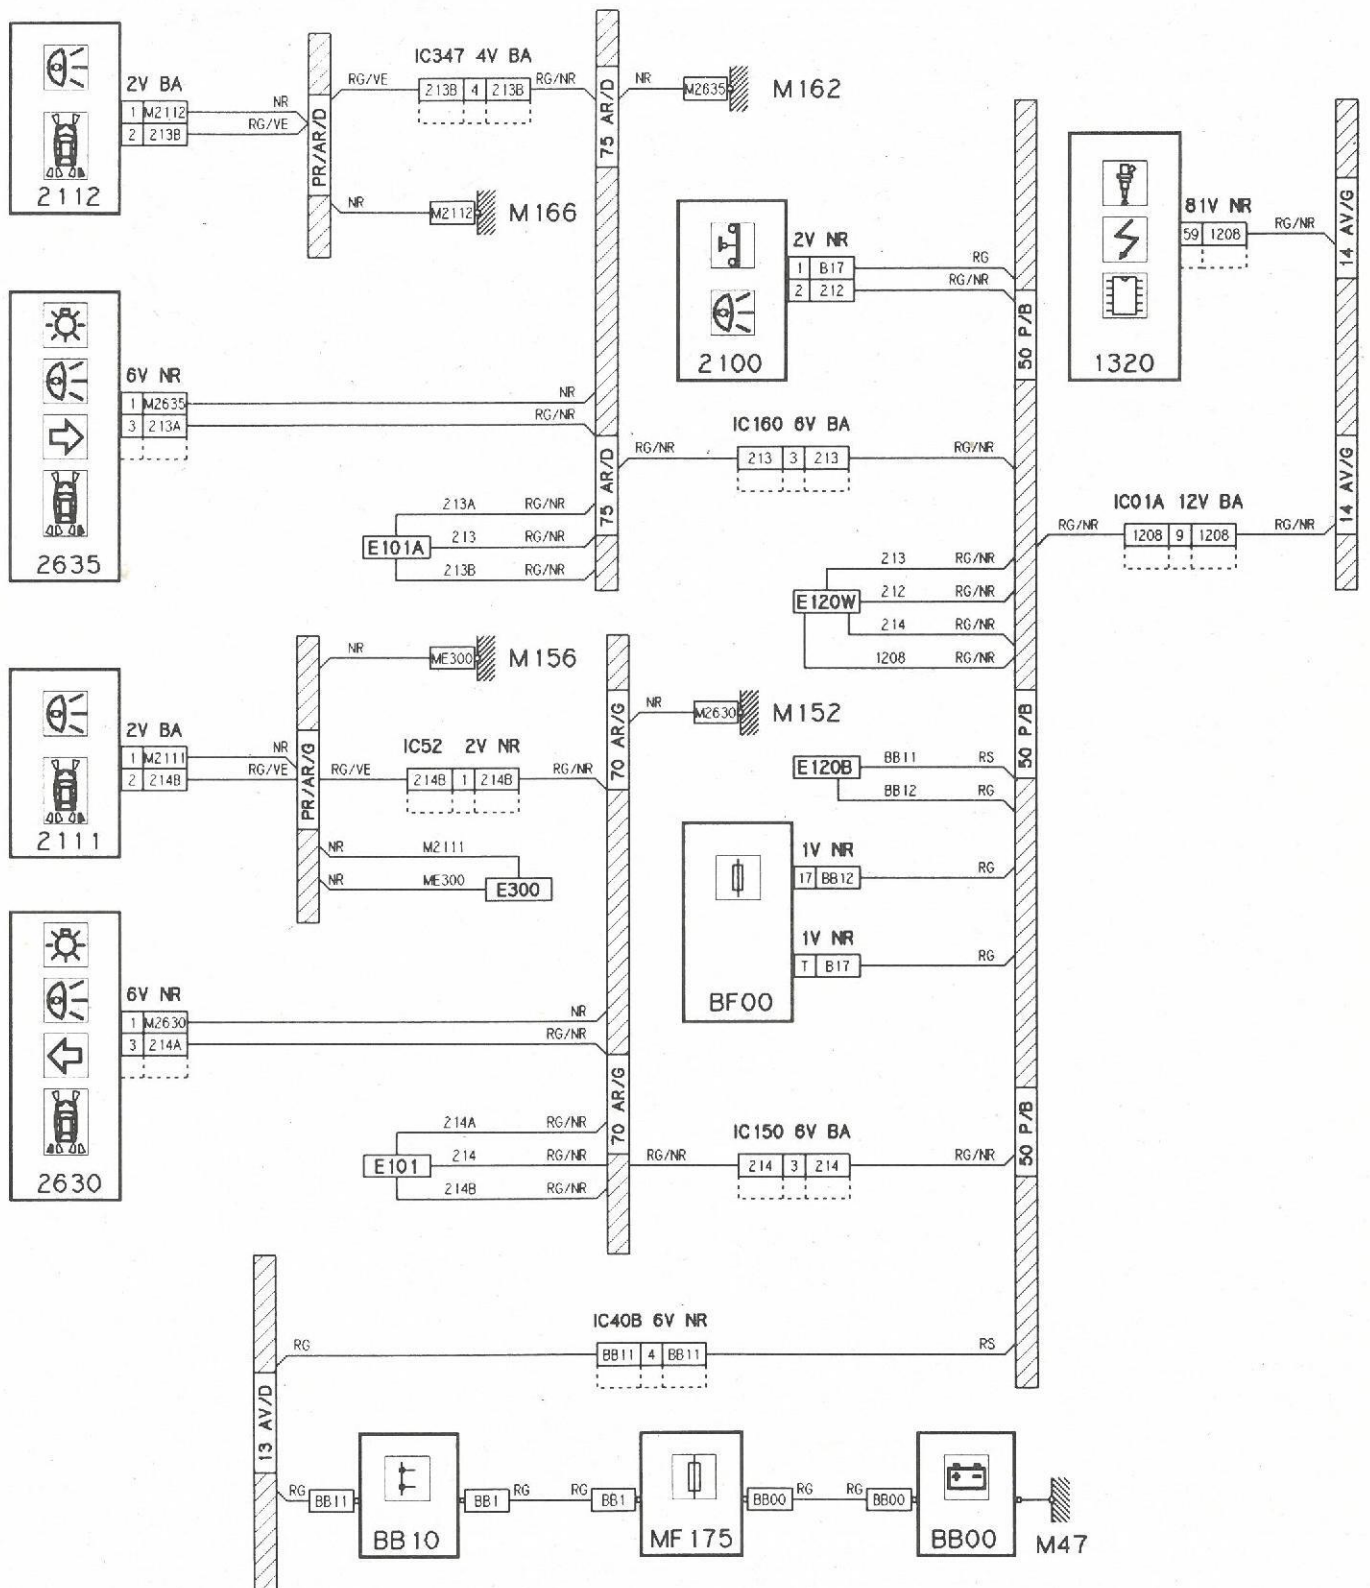 IC347 4V BA
2V BA
NR
1 M2112
RG/VE
2 213B
2112
PR/AR/D
RG/VE
213B 4 213B
RG/NR
75 AR/D
NR
M2635
M162
NR
M2112
M166
2V NR
1 B17
RG
2 212
RG/NR
2100
50 P/B
81V NR
59 1208
RG/NR
1320
14 AV/G
6V NR
1 M2635
NR
3 213A
RG/NR
2635
75 AR/D
RG/NR
IC160 6V BA
213 3 213
RG/NR
213A RG/NR
E101A
213 RG/NR
213B RG/NR
IC01A 12V BA
RG/NR
1208 9 1208
RG/NR
14 AV/G
213 RG/NR
E120W
212 RG/NR
214 RG/NR
1208 RG/NR
NR
ME300
M156
2V BA
1 M2111
NR
2 214B
RG/VE
2111
PR/AR/G
RG/VE
IC52 2V NR
214B 1 214B
RG/NR
70 AR/G
NR
M2630
M152
50 P/B
E120B
BB11 RS
BB12 RG
NR M2111
NR ME300
E300
1V NR
17 BB12
RG
1V NR
T B17
RG
BF00
6V NR
1 M2630
NR
3 214A
RG/NR
2630
70 AR/G
214A RG/NR
E101
214 RG/NR
214B RG/NR
RG/NR
IC150 6V BA
214 3 214
RG/NR
50 P/B
IC40B 6V NR
RG
BB11 4 BB11
RS
13 AV/D
RG
BB11
BB10
BB1
RG
RG
BB1
MF175
BB00
RG
RG
BB00
BB00
M47